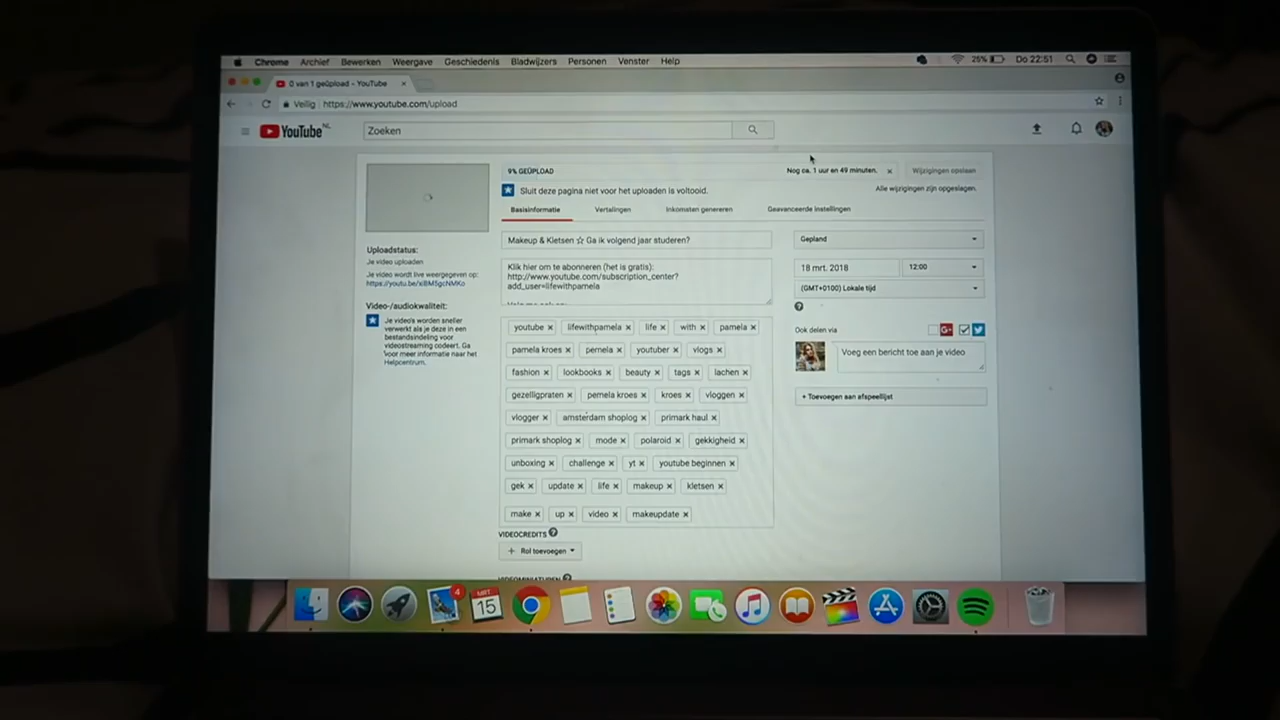 Chrome Archief Bewerken Weergave Geschiedenis Bladwijzers Personen Venster Help 25% Do 22:51
0 van 1 geüpload - YouTube
Veilig https://www.youtube.com/upload
YouTube NL Zoeken
9% GEÜPLOAD Nog ca. 1 uur en 49 minuten. Wijzigingen opslaan
Sluit deze pagina niet voor het uploaden is voltooid. Alle wijzigingen zijn opgeslagen.
Basisinformatie Vertalingen Inkomsten genereren Geavanceerde instellingen
Uploadstatus:
Je video uploaden
Je video wordt live weergegeven op:
Video-/audiokwaliteit:
Je video's worden sneller
verwerkt als je deze in een
bestandsindeling voor
videostreaming codeert. Ga
voor meer informatie naar het
Helpcentrum.
Makeup & Kletsen ☆ Ga ik volgend jaar studeren?
Klik hier om te abonneren (het is gratis):
http://www.youtube.com/subscription_center?
add_user=lifewithpamela
youtube × lifewithpamela × life × with × pamela ×
pamela kroes × pemela × youtuber × vlogs ×
fashion × lookbooks × beauty × tags × lachen ×
gezelligpraten × pemela kroes × kroes × vloggen ×
vlogger × amsterdam shoplog × primark haul ×
primark shoplog × mode × polaroid × gekkigheid ×
unboxing × challenge × yt × youtube beginnen ×
gek × update × life × makeup × kletsen ×
make × up × video × makeupdate ×
VIDEOCREDITS ?
+ Rol toevoegen
VIDEOMINIATUREN ?
Gepland
18 mrt. 2018 12:00
(GMT+0100) Lokale tijd
?
Ook delen via G+
Voeg een bericht toe aan je video
+ Toevoegen aan afspeellijst
4
MRT.
15